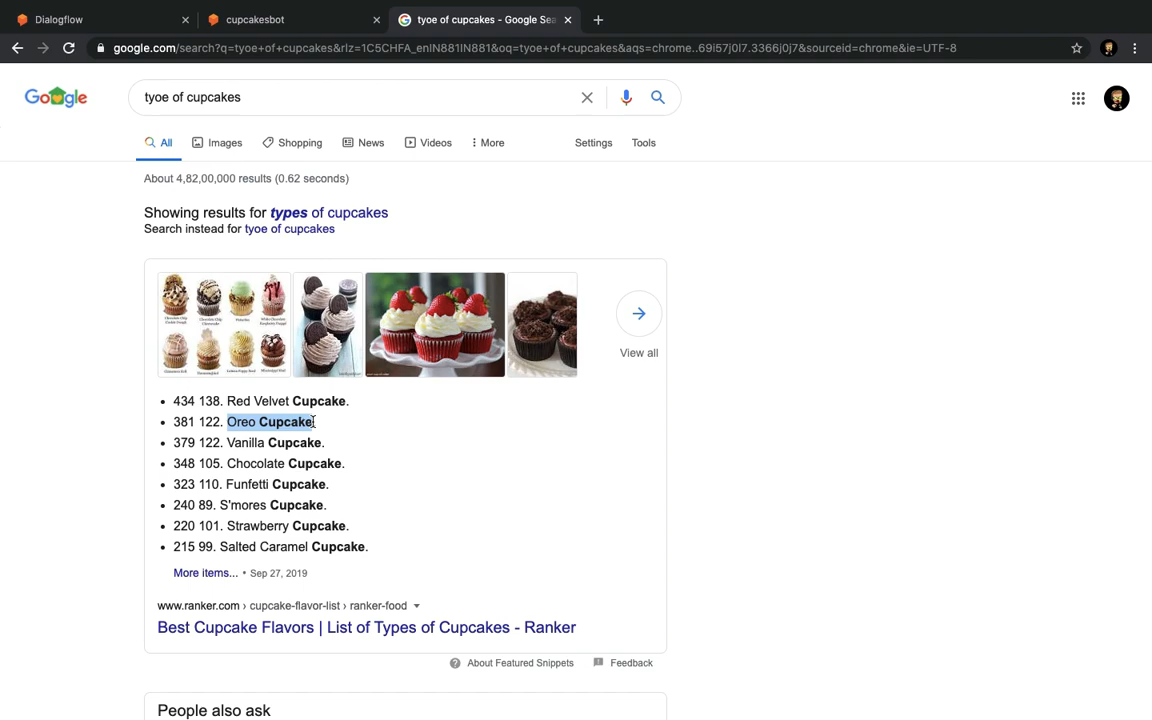 Dialogflow
cupcakesbot
tyoe of cupcakes - Google Sea
google.com/search?q=tyoe+of+cupcakes&rlz=1C5CHFA_enIN881IN881&oq=tyoe+of+cupcakes&aqs=chrome..69i57j0l7.3366j0j7&sourceid=chrome&ie=UTF-8
Google
tyoe of cupcakes
All Images Shopping News Videos More Settings Tools
About 4,82,00,000 results (0.62 seconds)
Showing results for types of cupcakes
Search instead for tyoe of cupcakes
View all
• 434 138. Red Velvet Cupcake.
• 381 122. Oreo Cupcake
• 379 122. Vanilla Cupcake.
• 348 105. Chocolate Cupcake.
• 323 110. Funfetti Cupcake.
• 240 89. S'mores Cupcake.
• 220 101. Strawberry Cupcake.
• 215 99. Salted Caramel Cupcake.
More items... • Sep 27, 2019
www.ranker.com › cupcake-flavor-list › ranker-food
Best Cupcake Flavors | List of Types of Cupcakes - Ranker
About Featured Snippets Feedback
People also ask